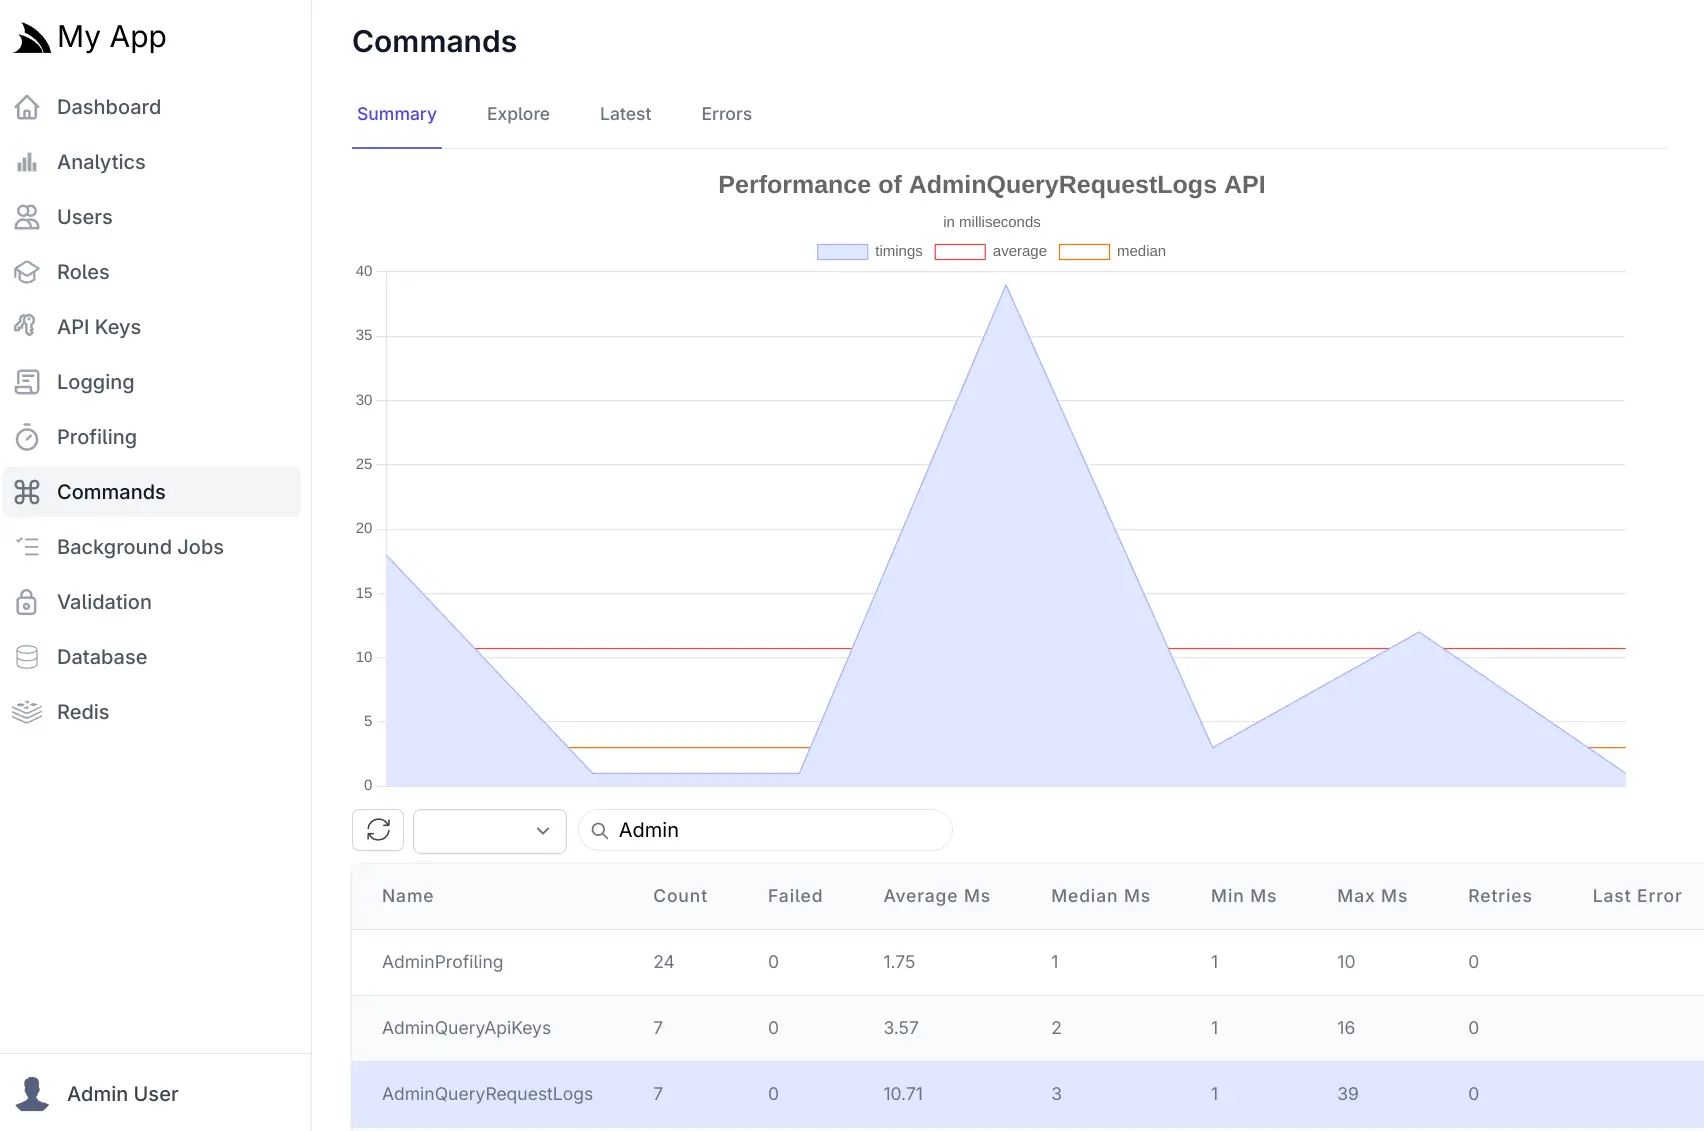 My App
Dashboard
Analytics
Users
Roles
API Keys
Logging
Profiling
Commands
Background Jobs
Validation
Database
Redis
Admin User
Commands
Summary Explore Latest Errors
Performance of AdminQueryRequestLogs API
in milliseconds
timings average median
40
35
30
25
20
15
10
5
0
Admin
Name Count Failed Average Ms Median Ms Min Ms Max Ms Retries Last Error
AdminProfiling 24 0 1.75 1 1 10 0
AdminQueryApiKeys 7 0 3.57 2 1 16 0
AdminQueryRequestLogs 7 0 10.71 3 1 39 0